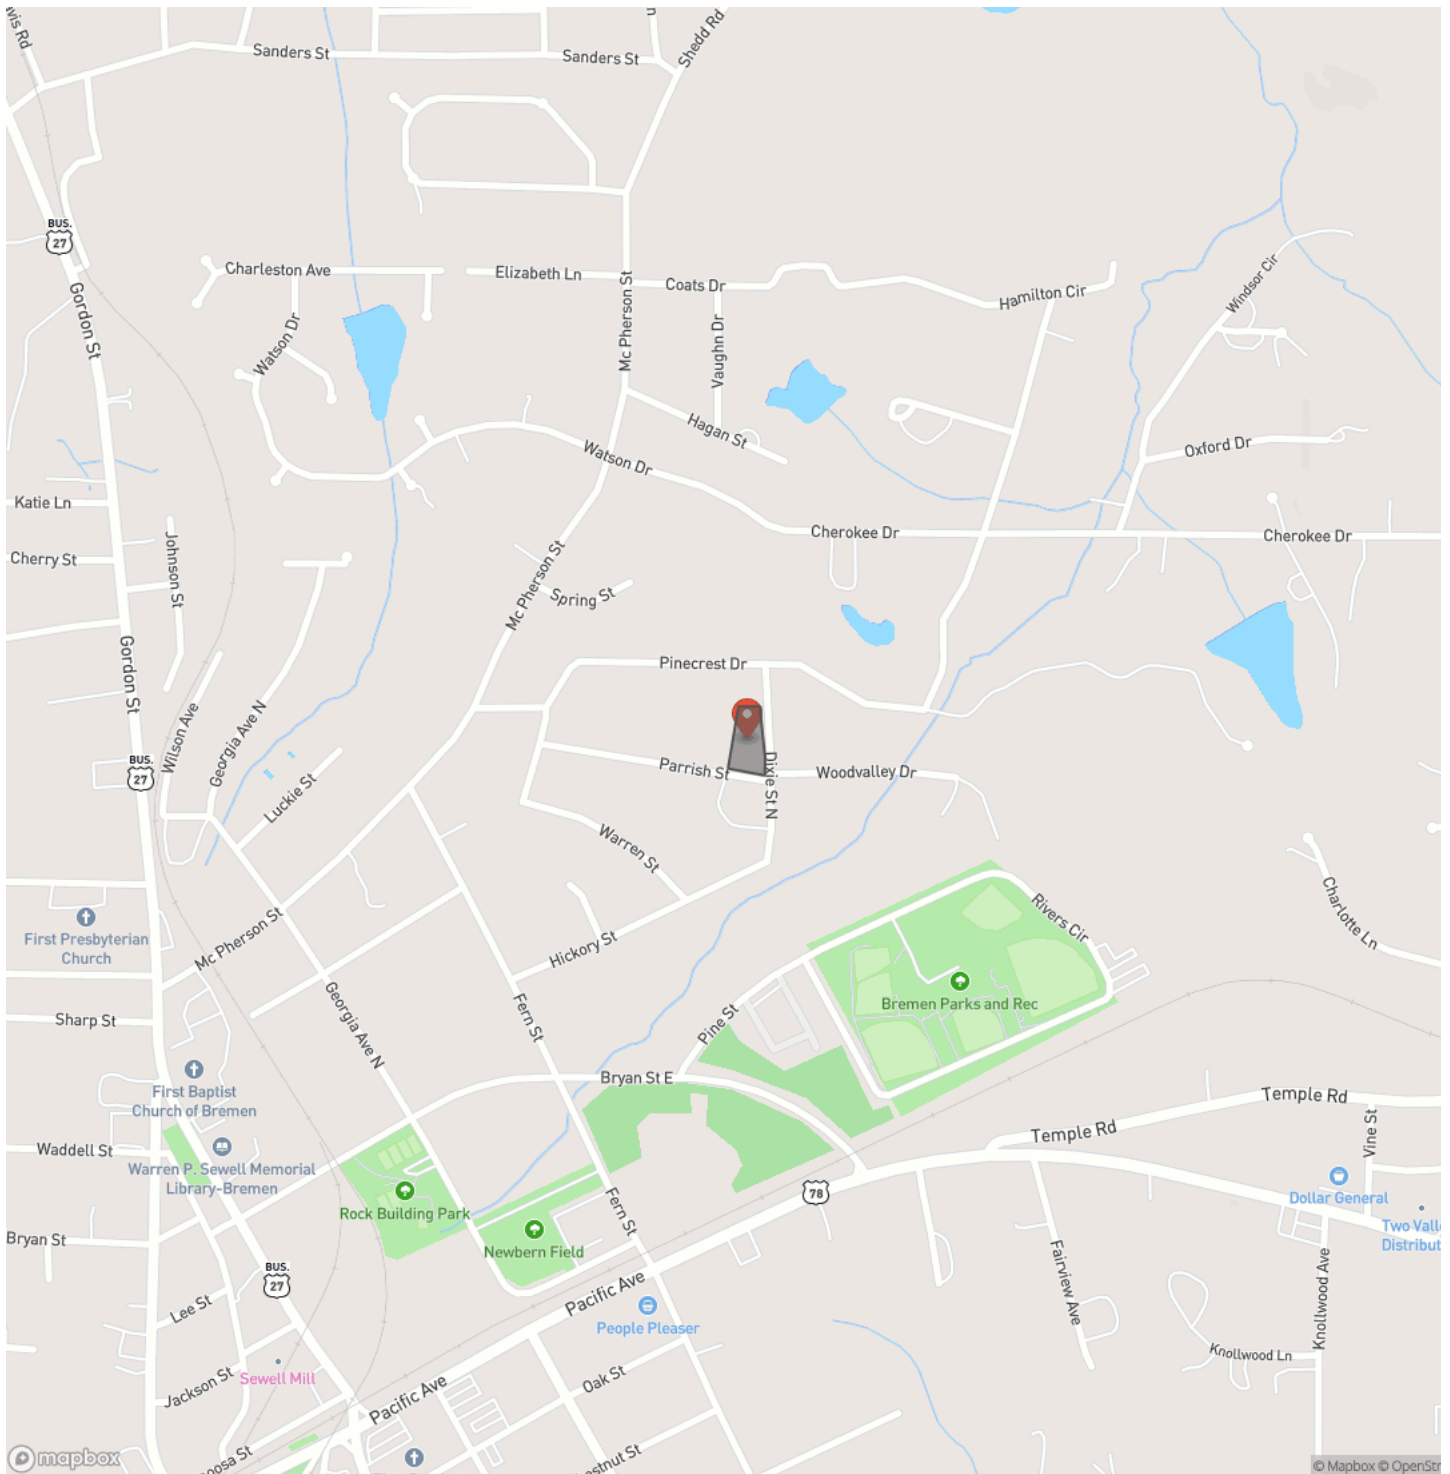 Sanders St
Sanders St
Shedd Rd
BUS.
27
Charleston Ave
Elizabeth Ln
Coats Dr
Hamilton Cir
Windsor Cir
Gordon St
Watson Dr
Mc Pherson St
Vaughn Dr
Hagan St
Watson Dr
Oxford Dr
Katie Ln
Cherokee Dr
Cherokee Dr
Cherry St
Johnson St
Mc Pherson St
Spring St
Gordon St
Pinecrest Dr
Wilson Ave
Georgia Ave N
BUS.
27
Luckie St
Parrish St
Dixie St N
Woodvalley Dr
Warren St
First Presbyterian
Church
Mc Pherson St
Hickory St
Rivers Cir
Charlotte Ln
Bremen Parks and Rec
Sharp St
Georgia Ave N
Fern St
Pine St
First Baptist
Church of Bremen
Bryan St E
Temple Rd
Temple Rd
Vine St
Waddell St
Warren P. Sewell Memorial
Library-Bremen
Rock Building Park
Fern St
78
Dollar General
Newbern Field
Bryan St
BUS.
27
Lee St
Pacific Ave
People Pleaser
Fairview Ave
Knollwood Ave
Knollwood Ln
Sewell Mill
Jackson St
Pacific Ave
Oak St
mapbox
© Mapbox